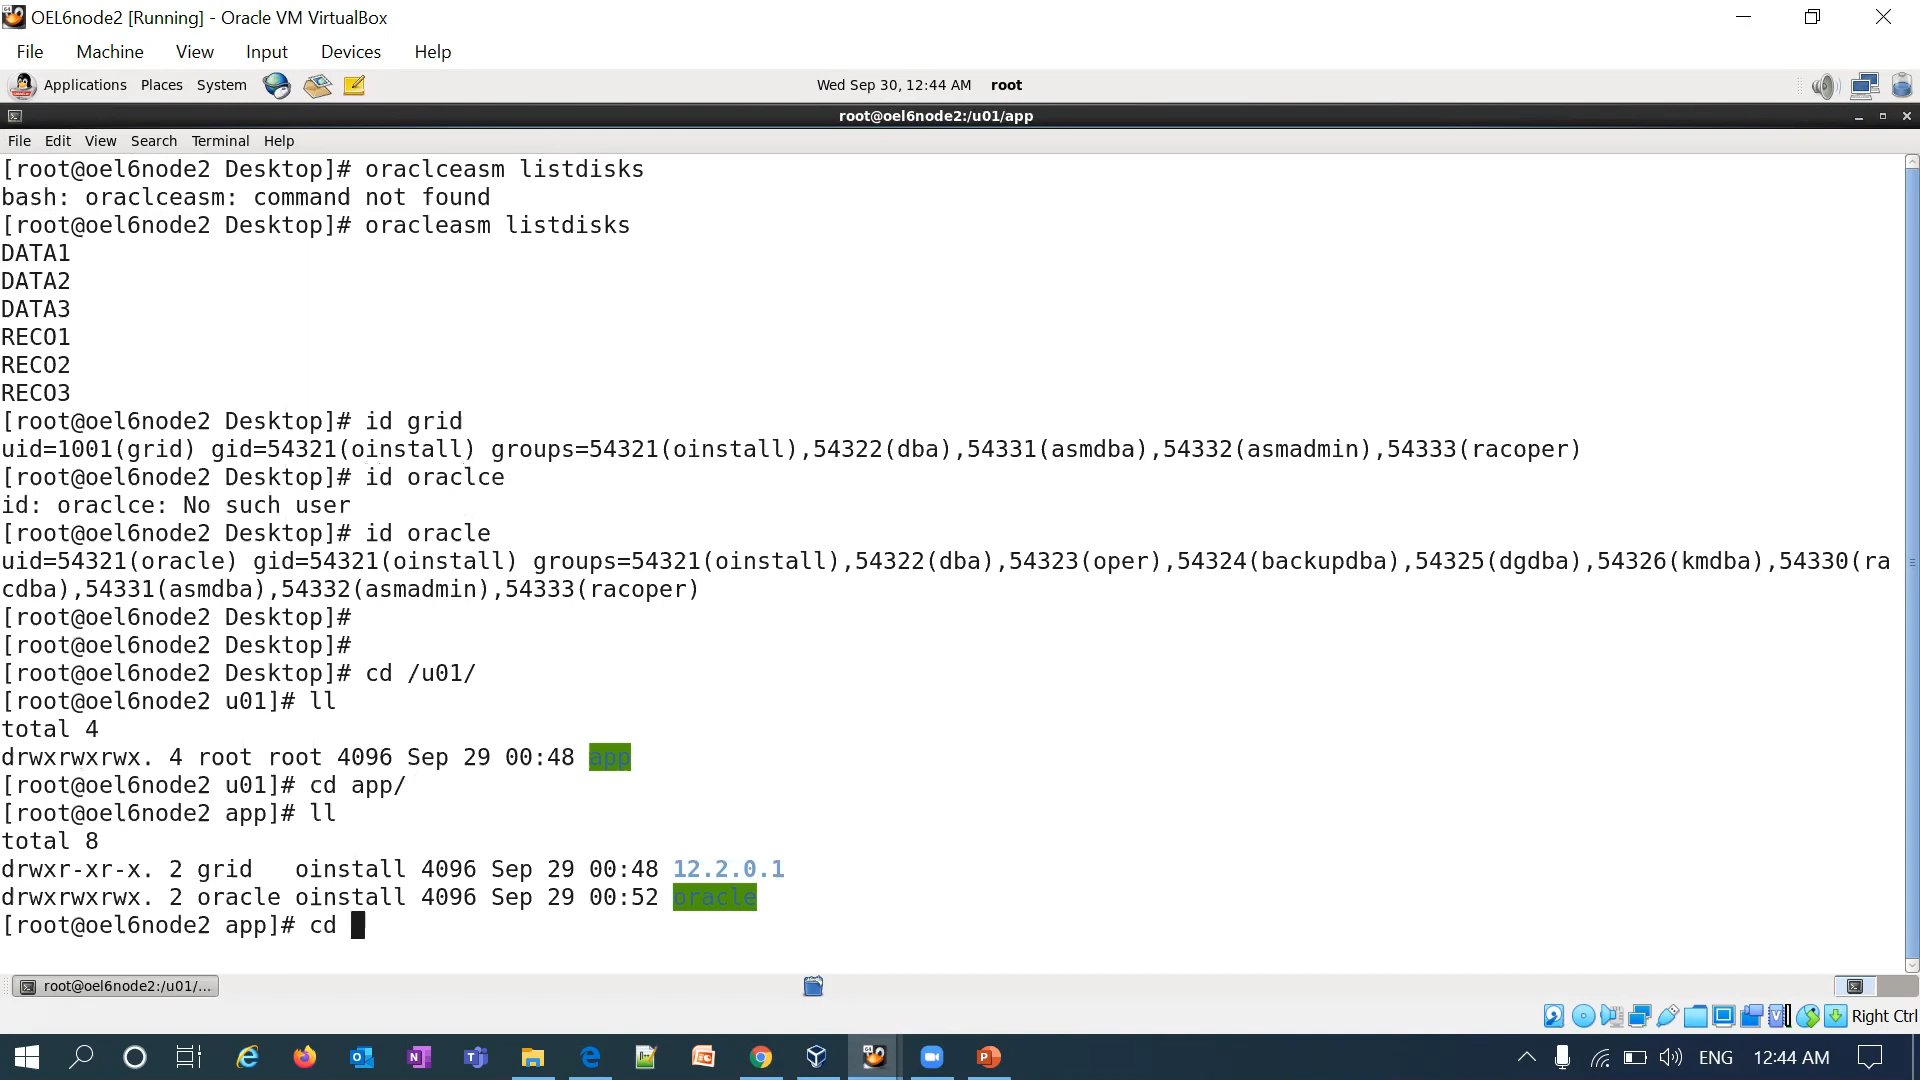 OEL6node2 [Running] - Oracle VM VirtualBox
File Machine View Input Devices Help
Applications Places System Wed Sep 30, 12:44 AM root
root@oel6node2:/u01/app
File Edit View Search Terminal Help
[root@oel6node2 Desktop]# oraclceasm listdisks
bash: oraclceasm: command not found
[root@oel6node2 Desktop]# oracleasm listdisks
DATA1
DATA2
DATA3
RECO1
RECO2
RECO3
[root@oel6node2 Desktop]# id grid
uid=1001(grid) gid=54321(oinstall) groups=54321(oinstall),54322(dba),54331(asmdba),54332(asmadmin),54333(racoper)
[root@oel6node2 Desktop]# id oraclce
id: oraclce: No such user
[root@oel6node2 Desktop]# id oracle
uid=54321(oracle) gid=54321(oinstall) groups=54321(oinstall),54322(dba),54323(oper),54324(backupdba),54325(dgdba),54326(kmdba),54330(ra
cdba),54331(asmdba),54332(asmadmin),54333(racoper)
[root@oel6node2 Desktop]#
[root@oel6node2 Desktop]#
[root@oel6node2 Desktop]# cd /u01/
[root@oel6node2 u01]# ll
total 4
drwxrwxrwx. 4 root root 4096 Sep 29 00:48 app
[root@oel6node2 u01]# cd app/
[root@oel6node2 app]# ll
total 8
drwxr-xr-x. 2 grid   oinstall 4096 Sep 29 00:48 12.2.0.1
drwxrwxrwx. 2 oracle oinstall 4096 Sep 29 00:52 oracle
[root@oel6node2 app]# cd
root@oel6node2:/u01/...
Right Ctrl
ENG 12:44 AM